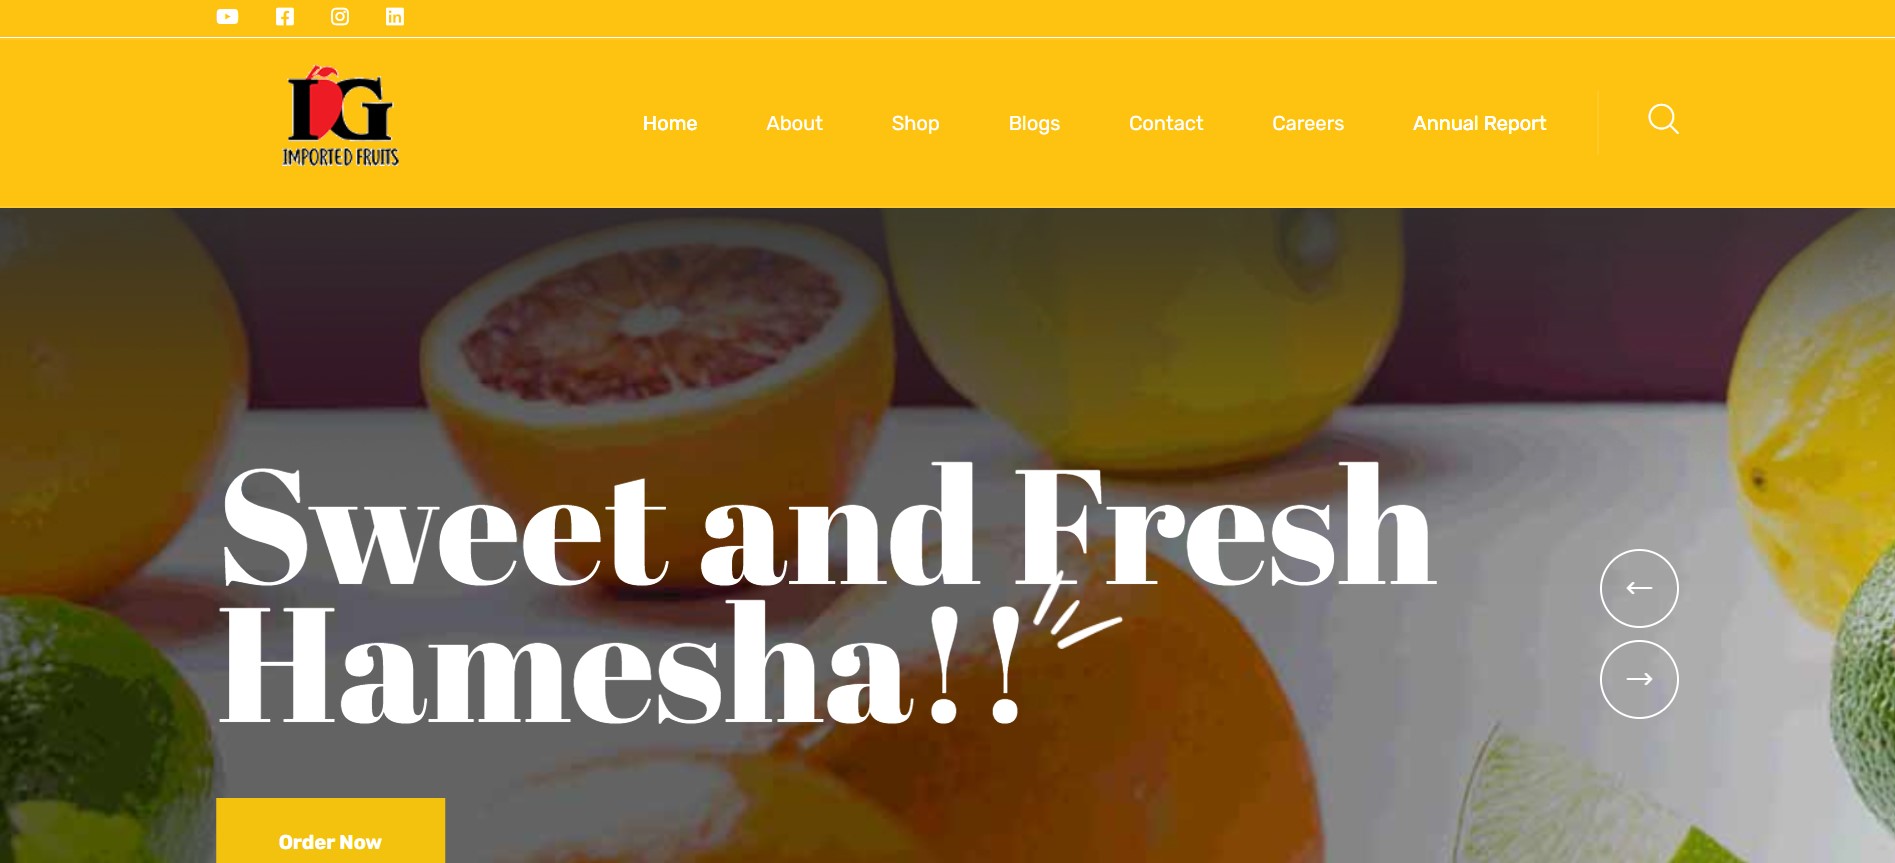 IG
IMPORTED FRUITS
Home About Shop Blogs Contact Careers Annual Report
Sweet and Fresh
Hamesha!!
Order Now